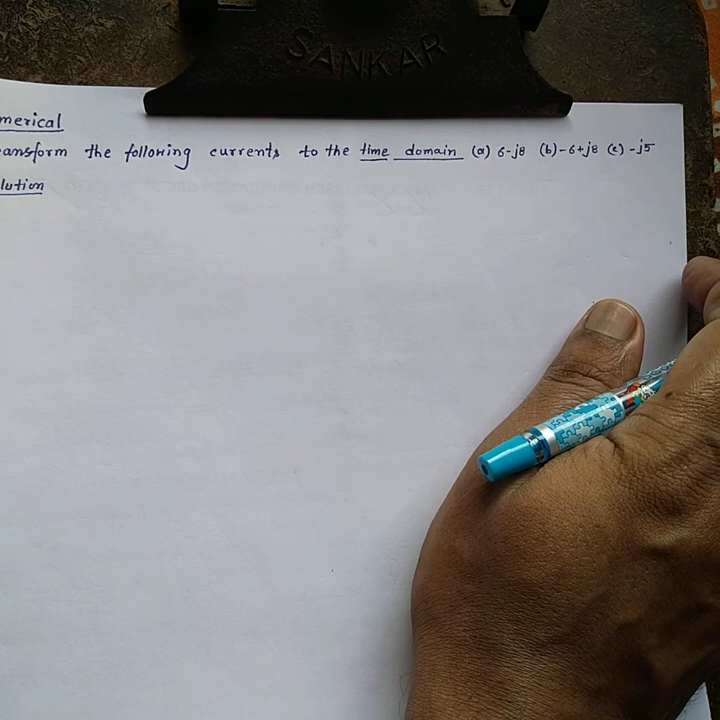 SANKAR
merical
ansform the following currents to the time domain (a) 6-j8 (b) -6+j8 (c) -j5
lution